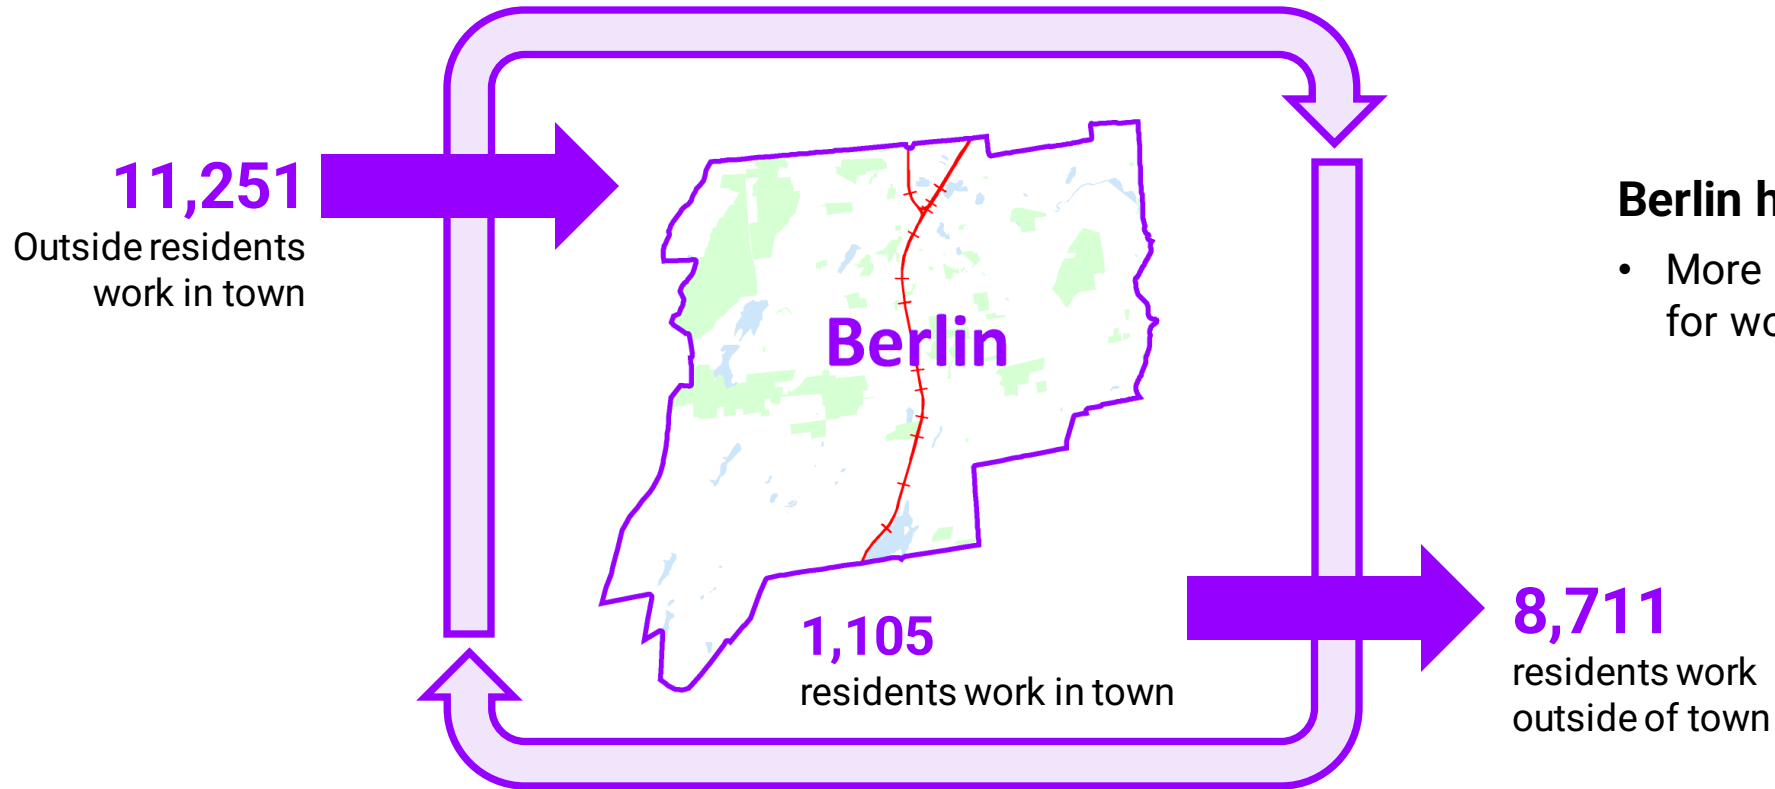 11,251
Outside residents
work in town
Berlin
1,105
residents work in town
8,711
residents work
outside of town
Berlin
• More
for